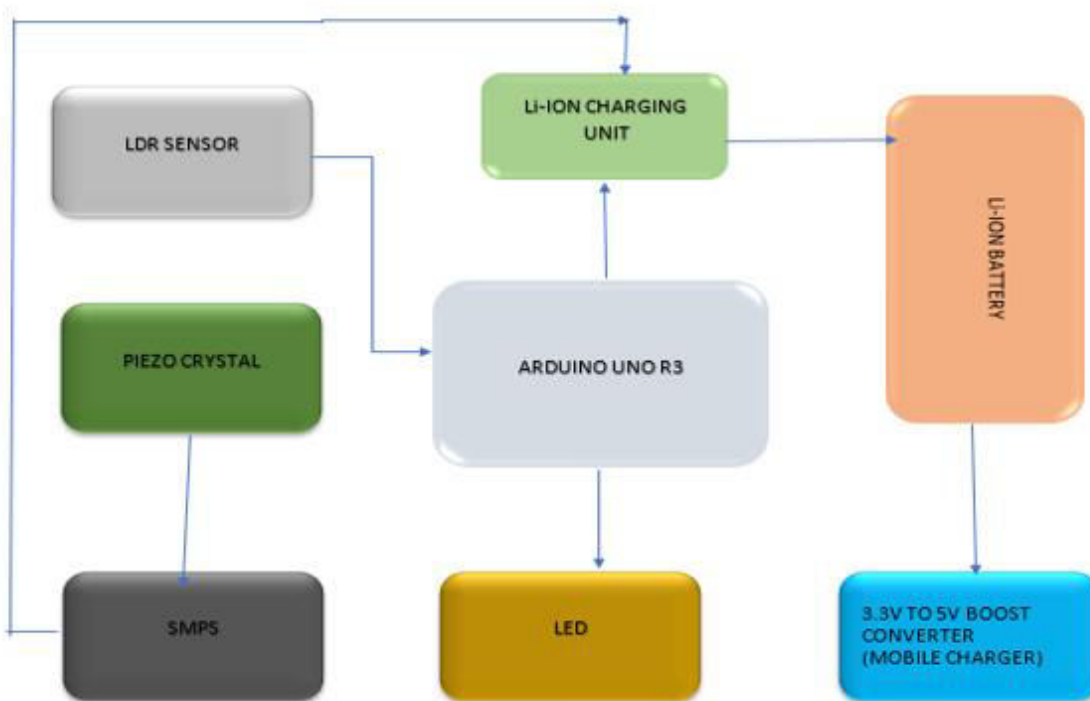 LDR SENSOR
Li-ION CHARGING
UNIT
Li-ION BATTERY
PIEZO CRYSTAL
ARDUINO UNO R3
SMPS
LED
3.3V TO 5V BOOST
CONVERTER
(MOBILE CHARGER)